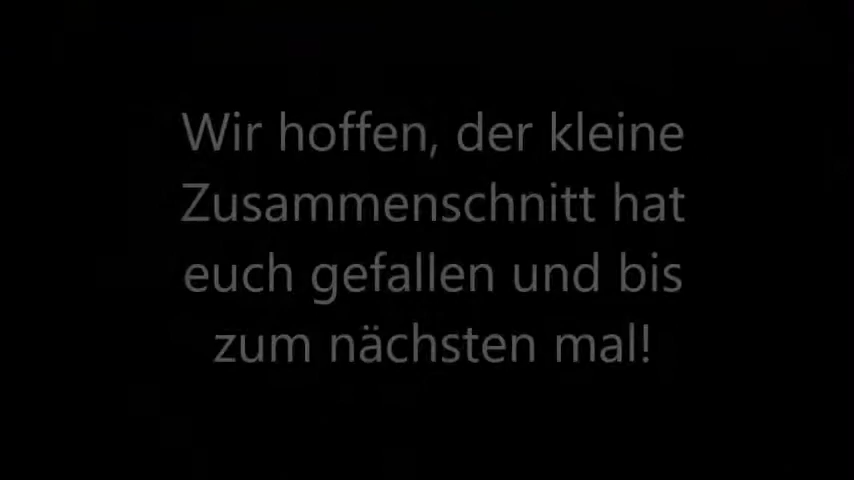 Wir hoffen, der kleine
Zusammenschnitt hat
euch gefallen und bis
zum nächsten mal!